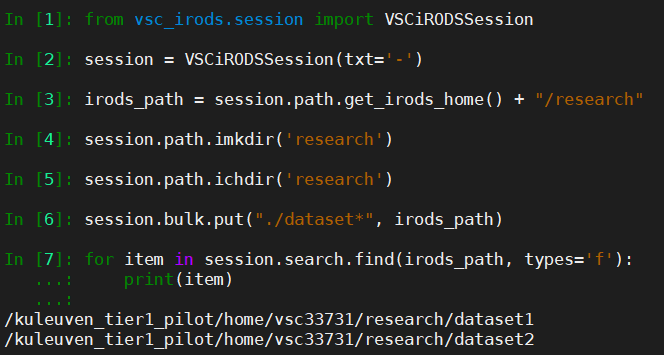 In [1]: from vsc_irods.session import VSCiRODSSession
In [2]: session = VSCiRODSSession(txt='-')
In [3]: irods_path = session.path.get_irods_home() + "/research"
In [4]: session.path.imkdir('research')
In [5]: session.path.ichdir('research')
In [6]: session.bulk.put("./dataset*", irods_path)
In [7]: for item in session.search.find(irods_path, types='f'):
   ...:     print(item)
   ...:
/kuleuven_tier1_pilot/home/vsc33731/research/dataset1
/kuleuven_tier1_pilot/home/vsc33731/research/dataset2